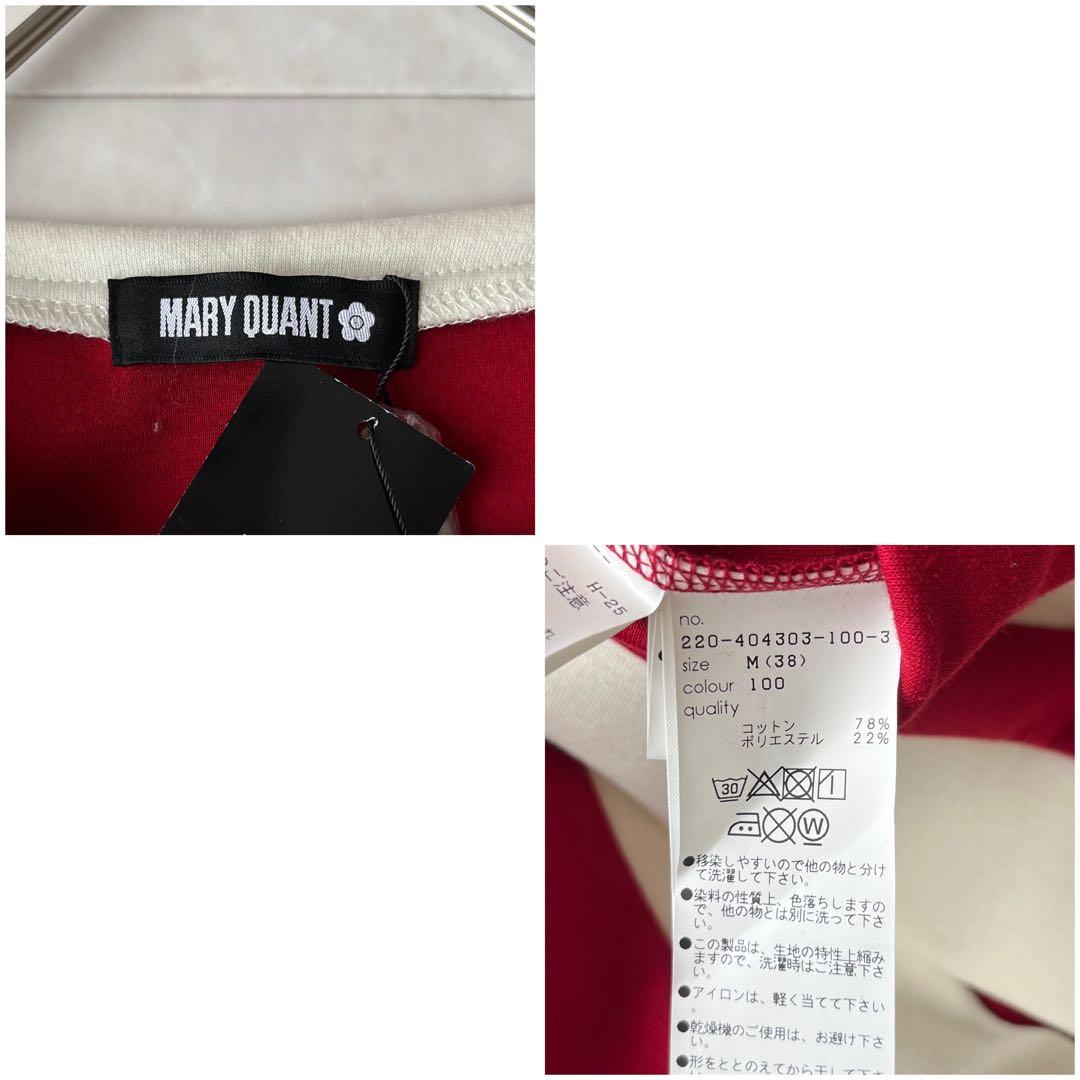 MARY QUANT
ご注意
H-25
no.
220-404303-100-3
size M(38)
colour 100
quality
コットン 78%
ポリエステル 22%
30
W
●移染しやすいので他の物と分け
て洗濯して下さい。
●染料の性質上、色落ちしますの
で、他の物とは別に洗って下さ
い。
●この製品は、生地の特性上縮み
ますので、洗濯時はご注意下さ
い。
●アイロンは、軽く当てて下さい
。
●乾燥機のご使用は、お避け下さ
い。
●形をととのえてから干して下さ